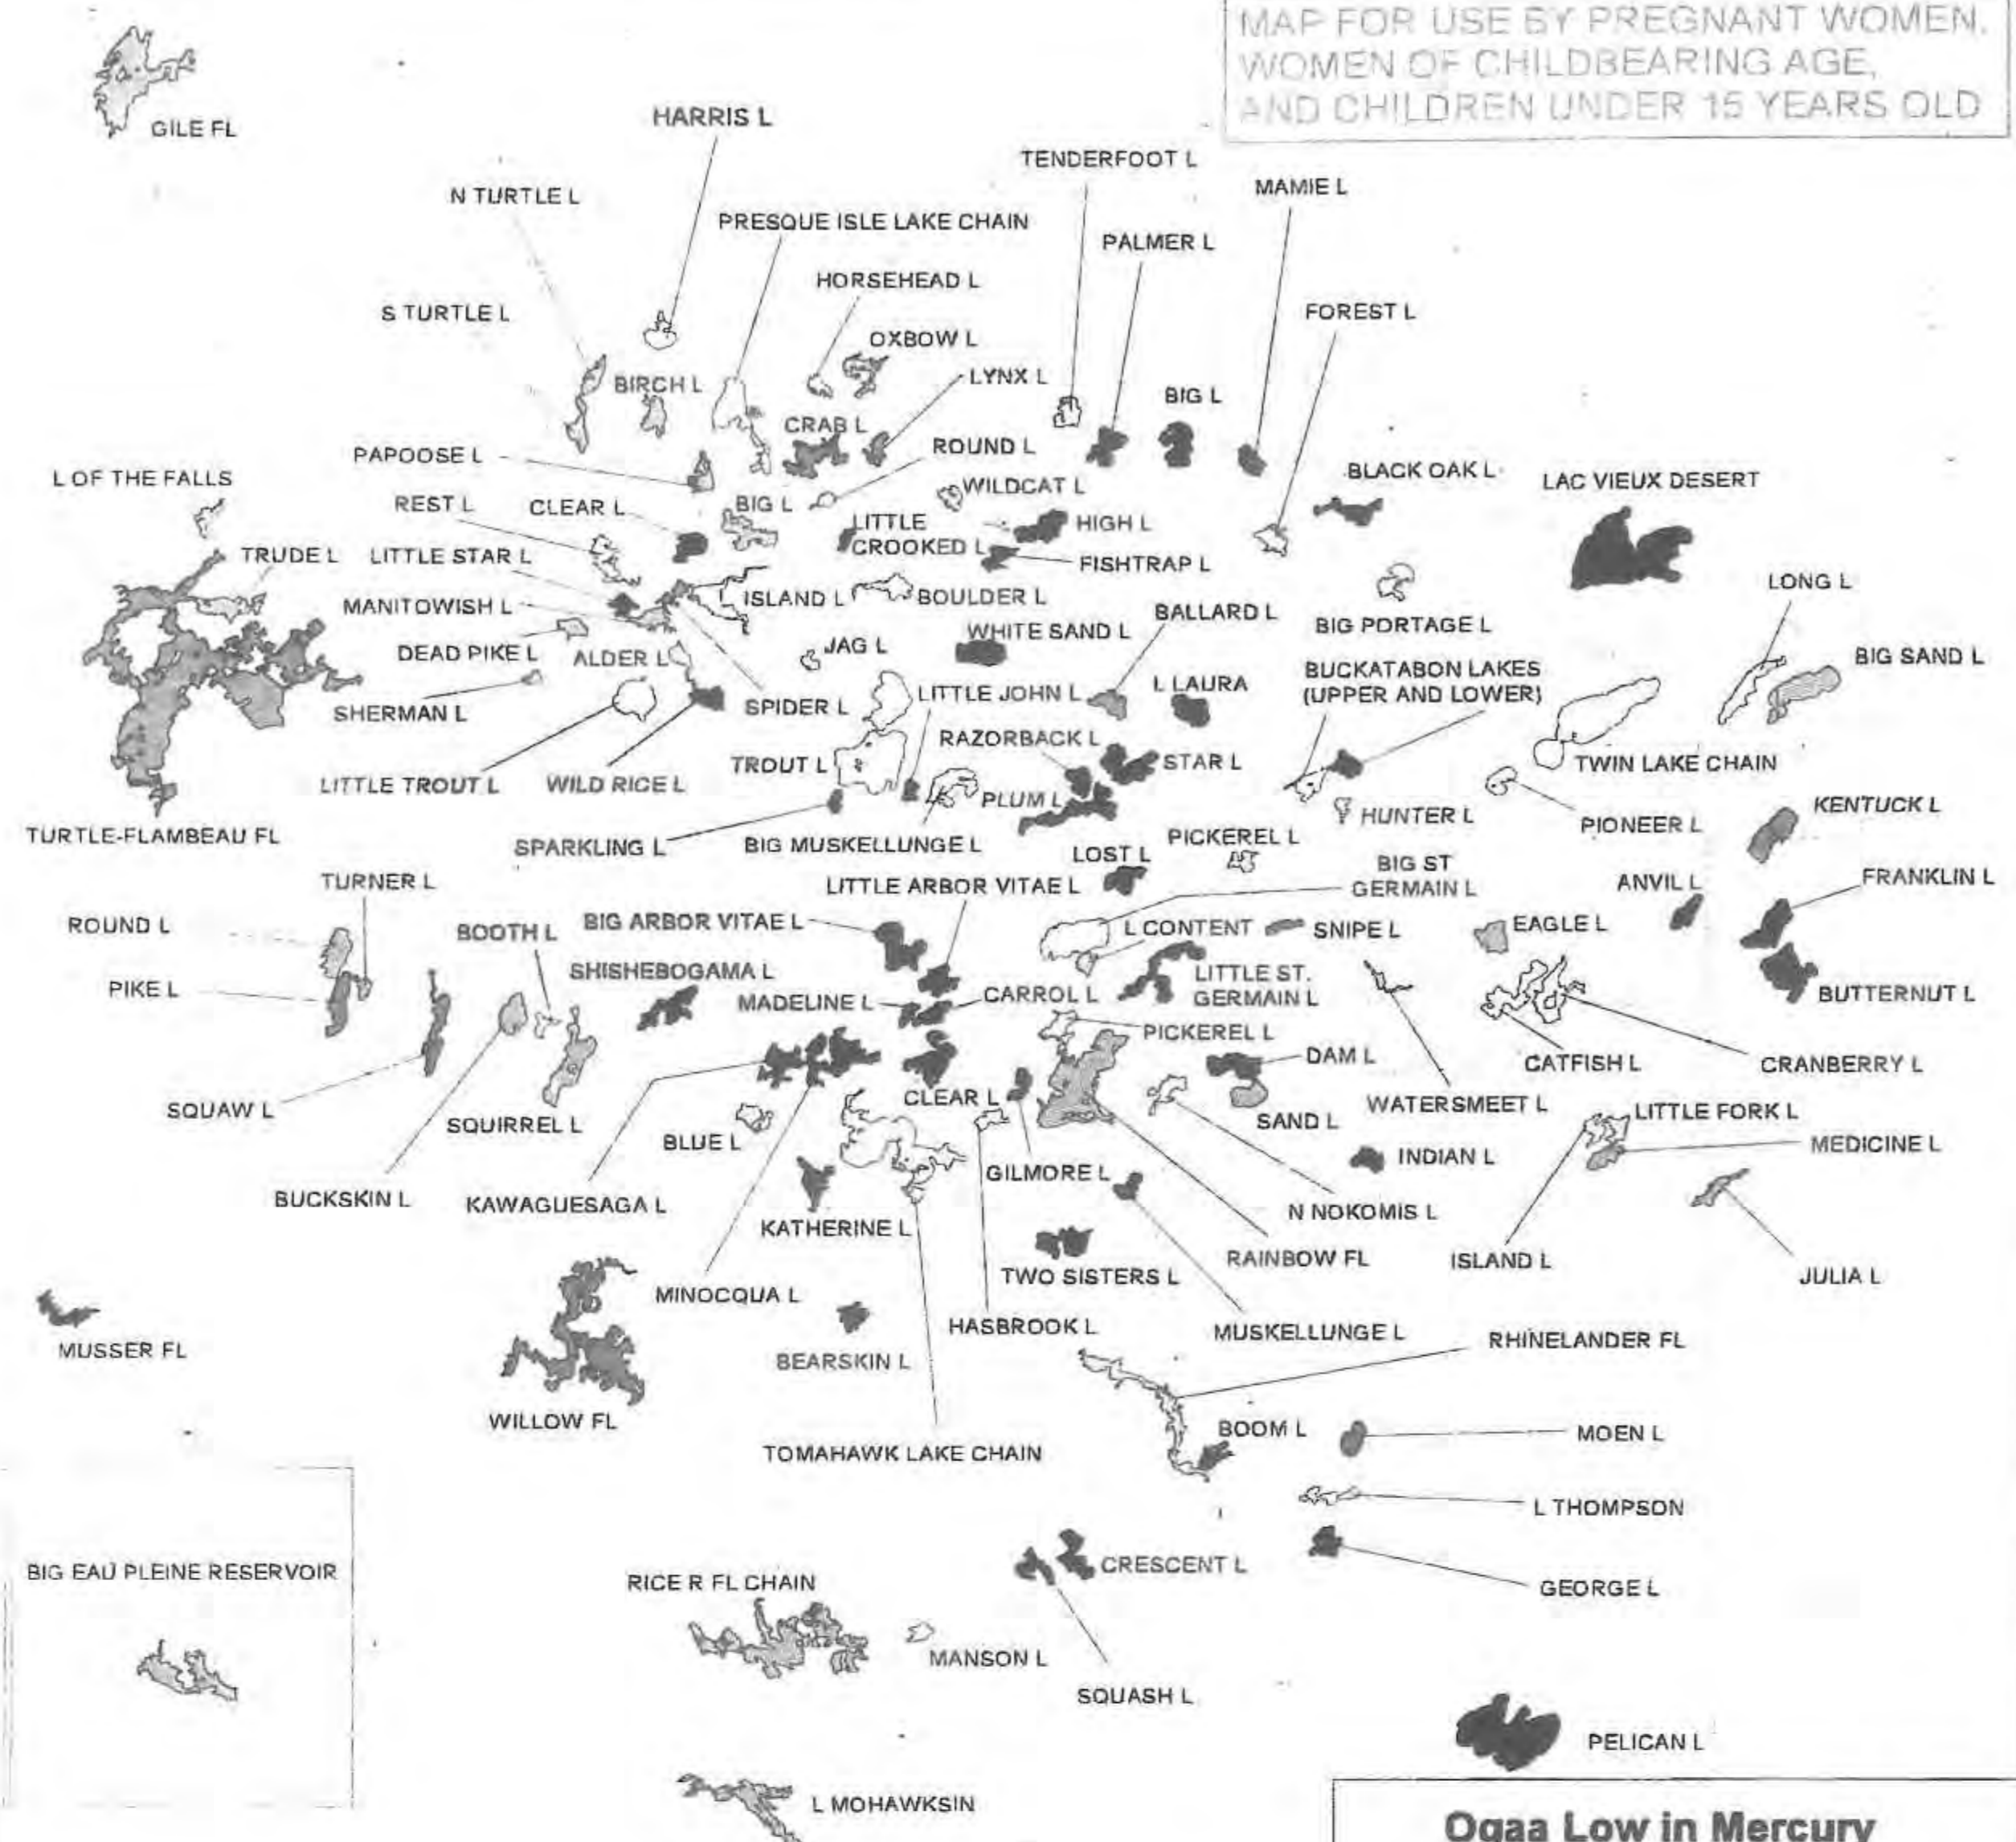 MAP FOR USE BY PREGNANT WOMEN,
WOMEN OF CHILDBEARING AGE,
AND CHILDREN UNDER 15 YEARS OLD
GILE FL
HARRIS L
TENDERFOOT L
MAMIE L
N TURTLE L
PRESQUE ISLE LAKE CHAIN
PALMER L
HORSEHEAD L
S TURTLE L
FOREST L
OXBOW L
BIRCH L
LYNX L
BIG L
CRAB L
PAPOOSE L
ROUND L
BLACK OAK L
LAC VIEUX DESERT
L OF THE FALLS
WILDCAT L
REST L
CLEAR L
BIG L
LITTLE
CROOKED L
HIGH L
TRUDE L
LITTLE STAR L
FISHTRAP L
LONG L
MANITOWISH L
ISLAND L
BOULDER L
BALLARD L
BIG PORTAGE L
WHITE SAND L
DEAD PIKE L
ALDER L
JAG L
BIG SAND L
BUCKATABON LAKES
(UPPER AND LOWER)
SHERMAN L
SPIDER L
LITTLE JOHN L
L LAURA
RAZORBACK L
TROUT L
STAR L
TWIN LAKE CHAIN
LITTLE TROUT L
WILD RICE L
PLUM L
KENTUCK L
HUNTER L
PIONEER L
TURTLE-FLAMBEAU FL
SPARKLING L
BIG MUSKELLUNGE L
PICKEREL L
LOST L
BIG ST
GERMAIN L
TURNER L
LITTLE ARBOR VITAE L
ANVIL L
FRANKLIN L
ROUND L
BOOTH L
BIG ARBOR VITAE L
L CONTENT
SNIPE L
EAGLE L
SHISHEBOGAMA L
LITTLE ST.
GERMAIN L
PIKE L
MADELINE L
CARROL L
BUTTERNUT L
PICKEREL L
DAM L
CATFISH L
CRANBERRY L
SQUAW L
SQUIRREL L
CLEAR L
WATERSMEET L
LITTLE FORK L
BLUE L
SAND L
MEDICINE L
INDIAN L
GILMORE L
BUCKSKIN L
KAWAGUESAGA L
KATHERINE L
N NOKOMIS L
RAINBOW FL
ISLAND L
JULIA L
TWO SISTERS L
MINOCQUA L
HASBROOK L
MUSKELLUNGE L
RHINELANDER FL
MUSSER FL
BEARSKIN L
WILLOW FL
TOMAHAWK LAKE CHAIN
BOOM L
MOEN L
L THOMPSON
BIG EAU PLEINE RESERVOIR
RICE R FL CHAIN
CRESCENT L
GEORGE L
MANSON L
SQUASH L
PELICAN L
L MOHAWKSIN
Ogaa Low in Mercury